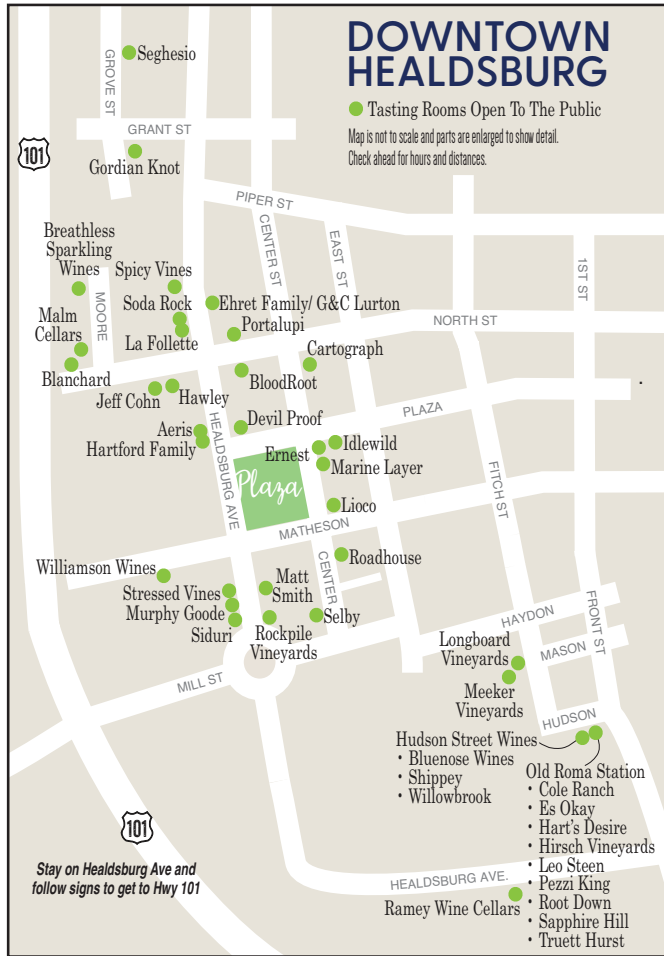 DOWNTOWN
HEALDSBURG
Tasting Rooms Open To The Public
Map is not to scale and parts are enlarged to show detail.
Check ahead for hours and distances.
Seghesio
GROVE ST
GRANT ST
101
Gordian Knot
PIPER ST
CENTER ST
EAST ST
1ST ST
Breathless
Sparkling
Wines
Spicy Vines
MOORE
Soda Rock
Ehret Family/ G&C Lurton
Malm
Cellars
La Follette
Portalupi
NORTH ST
Cartograph
Blanchard
BloodRoot
Jeff Cohn
Hawley
PLAZA
Devil Proof
Aeris
Hartford Family
HEALDSBURG AVE
Ernest
Idlewild
Marine Layer
Plaza
FITCH ST
Lioco
MATHESON
Roadhouse
CENTER
Williamson Wines
Matt
Smith
Stressed Vines
Murphy Goode
Siduri
Rockpile
Vineyards
Selby
HAYDON
FRONT ST
Longboard
Vineyards
MASON
MILL ST
Meeker
Vineyards
HUDSON
Hudson Street Wines
• Bluenose Wines
• Shippey
• Willowbrook
Old Roma Station
• Cole Ranch
• Es Okay
• Hart's Desire
• Hirsch Vineyards
• Leo Steen
• Pezzi King
• Root Down
• Sapphire Hill
• Truett Hurst
101
Stay on Healdsburg Ave and
follow signs to get to Hwy 101
HEALDSBURG AVE.
Ramey Wine Cellars